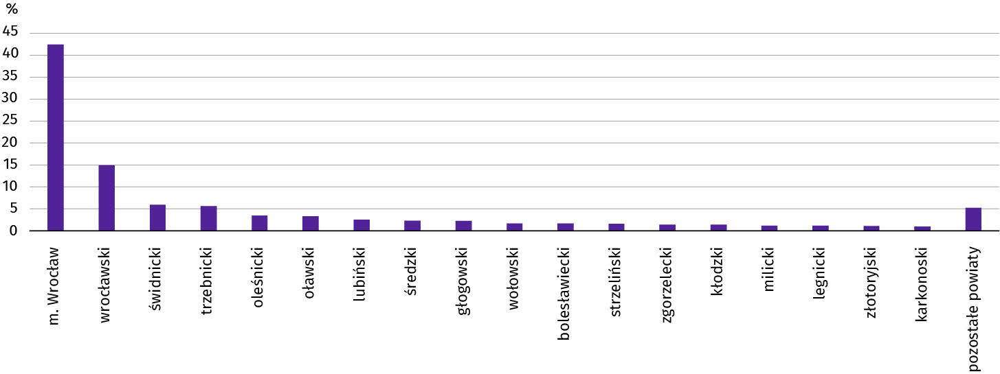 %
45
40
35
30
25
20
15
10
5
0
m. Wrocław
wrocławski
świdnicki
trzebnicki
oleśnicki
oławski
lubiński
średzki
głogowski
wołowski
bolesławiecki
strzeliński
zgorzelecki
kłodzki
milicki
legnicki
złotoryjski
karkonoski
pozostałe powiaty